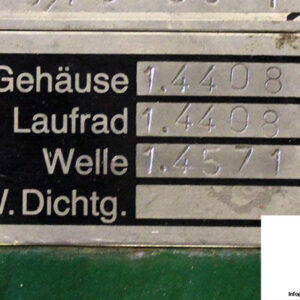 Gehäuse 1.4408
Laufrad 1.4408
Welle 1.4571
W. Dichtg.